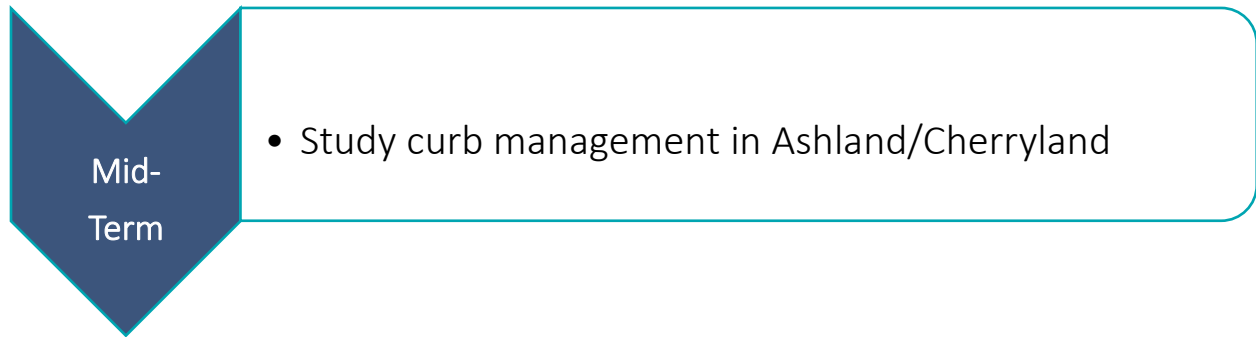 Mid-
Term
• Study curb management in Ashland/Cherryland